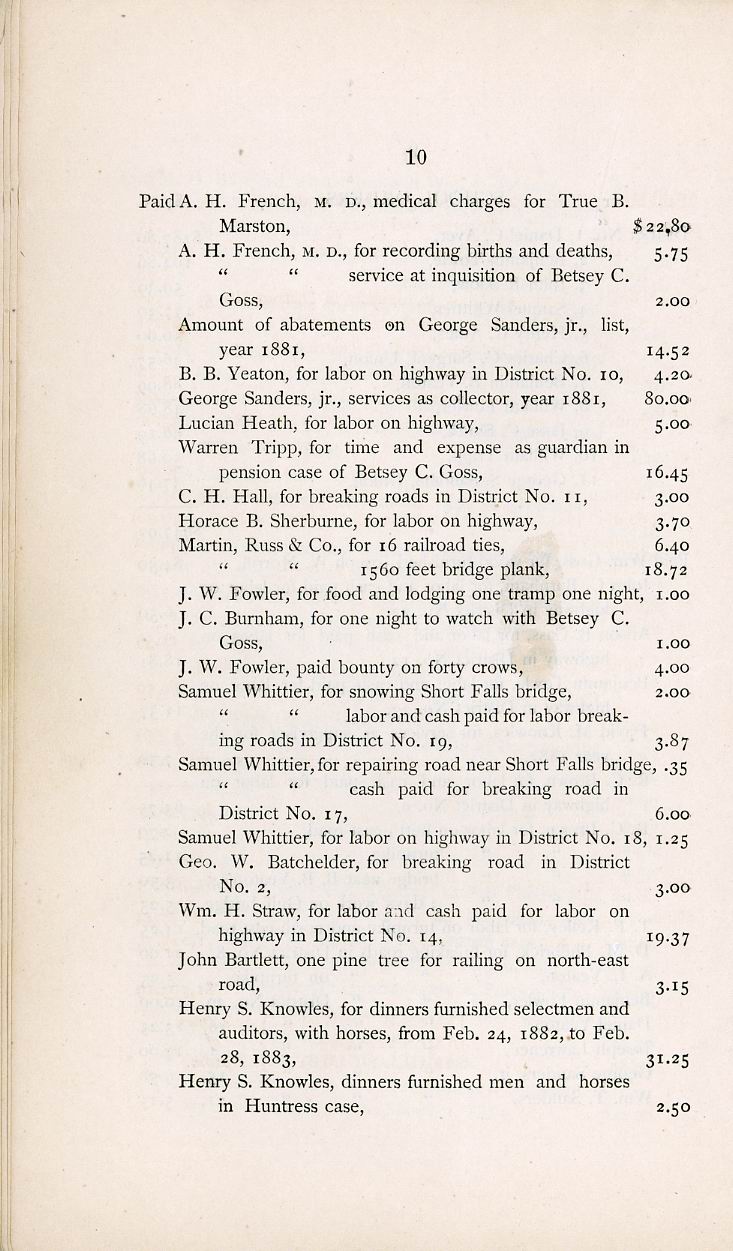 10
Paid A. H. French, M. D., medical charges for True B.
Marston, $22,80
A. H. French, M. D., for recording births and deaths, 5.75
“ “ service at inquisition of Betsey C.
Goss, 2.00
Amount of abatements on George Sanders, jr., list,
year 1881, 14.52
B. B. Yeaton, for labor on highway in District No. 10, 4.20
George Sanders, jr., services as collector, year 1881, 80.00
Lucian Heath, for labor on highway, 5.00
Warren Tripp, for time and expense as guardian in
pension case of Betsey C. Goss, 16.45
C. H. Hall, for breaking roads in District No. 11, 3.00
Horace B. Sherburne, for labor on highway, 3.70
Martin, Russ & Co., for 16 railroad ties, 6.40
“ “ 1560 feet bridge plank, 18.72
J. W. Fowler, for food and lodging one tramp one night, 1.00
J. C. Burnham, for one night to watch with Betsey C.
Goss, 1.00
J. W. Fowler, paid bounty on forty crows, 4.00
Samuel Whittier, for snowing Short Falls bridge, 2.00
“ “ labor and cash paid for labor break-
ing roads in District No. 19, 3.87
Samuel Whittier, for repairing road near Short Falls bridge, .35
“ “ cash paid for breaking road in
District No. 17, 6.00
Samuel Whittier, for labor on highway in District No. 18, 1.25
Geo. W. Batchelder, for breaking road in District
No. 2, 3.00
Wm. H. Straw, for labor and cash paid for labor on
highway in District No. 14, 19.37
John Bartlett, one pine tree for railing on north-east
road, 3.15
Henry S. Knowles, for dinners furnished selectmen and
auditors, with horses, from Feb. 24, 1882, to Feb.
28, 1883, 31.25
Henry S. Knowles, dinners furnished men and horses
in Huntress case, 2.50